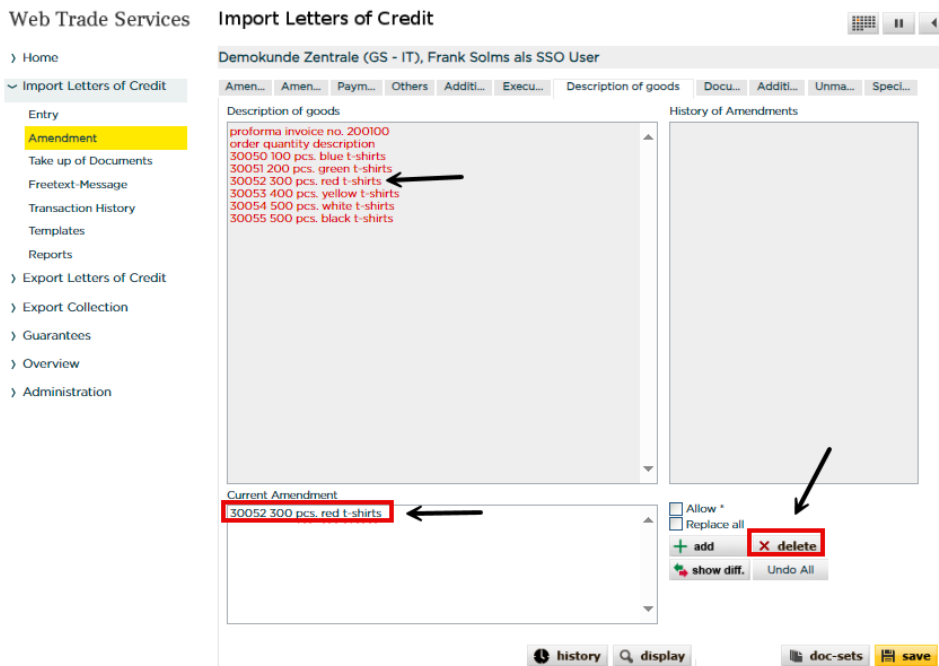 Web Trade Services
Import Letters of Credit
Home
Import Letters of Credit
Entry
Amendment
Take up of Documents
Freetext-Message
Transaction History
Templates
Reports
Export Letters of Credit
Export Collection
Guarantees
Overview
Administration
Demokunde Zentrale (GS - IT), Frank Solms als SSO User
Amen... Amen... Paym... Others Additi... Execu... Description of goods Docu... Additi... Unma... Speci...
Description of goods
proforma invoice no. 200100
order quantity description
30050 100 pcs. blue t-shirts
30051 200 pcs. green t-shirts
30052 300 pcs. red t-shirts
30053 400 pcs. yellow t-shirts
30054 500 pcs. white t-shirts
30055 500 pcs. black t-shirts
History of Amendments
Current Amendment
30052 300 pcs. red t-shirts
Allow *
Replace all
add
delete
show diff.
Undo All
history
display
doc-sets
save